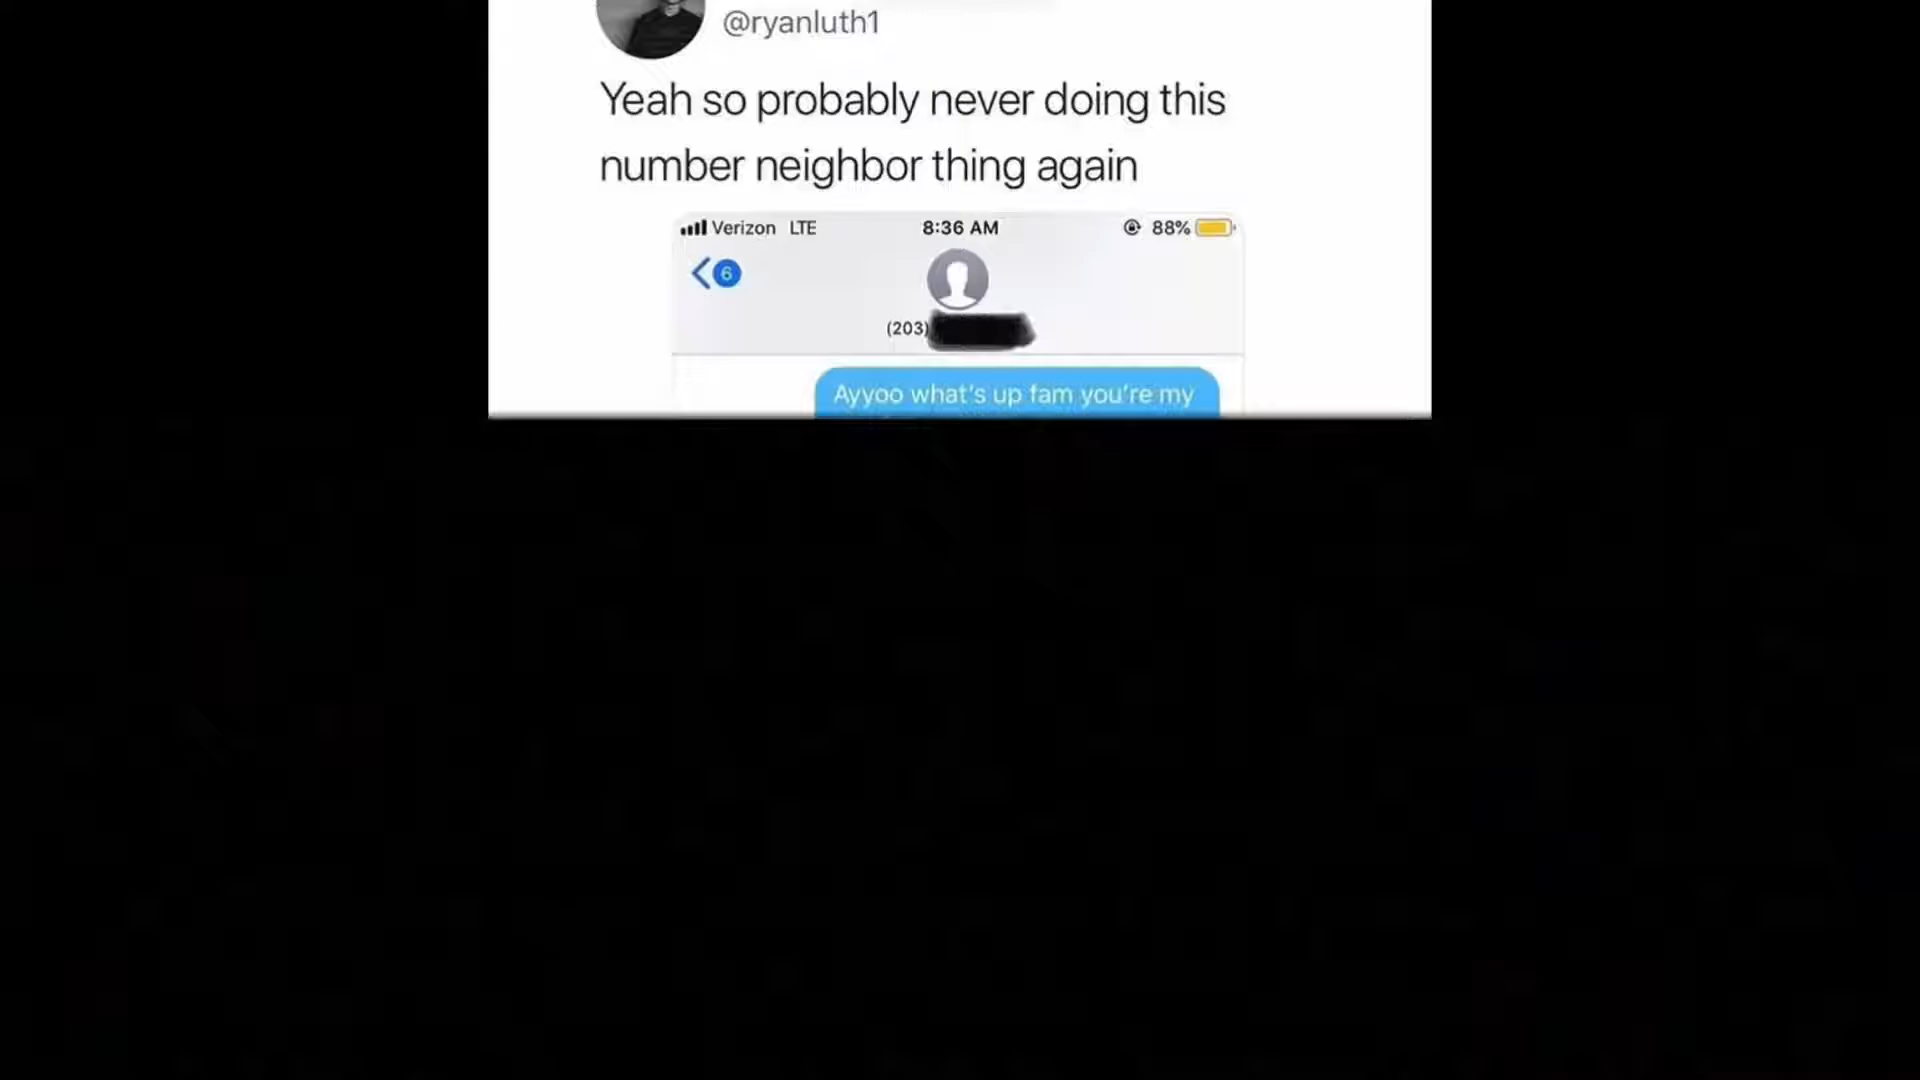 @ryanluth1
Yeah so probably never doing this
number neighbor thing again
Verizon LTE 8:36 AM 88%
6
(203)
Ayyoo what's up fam you're my